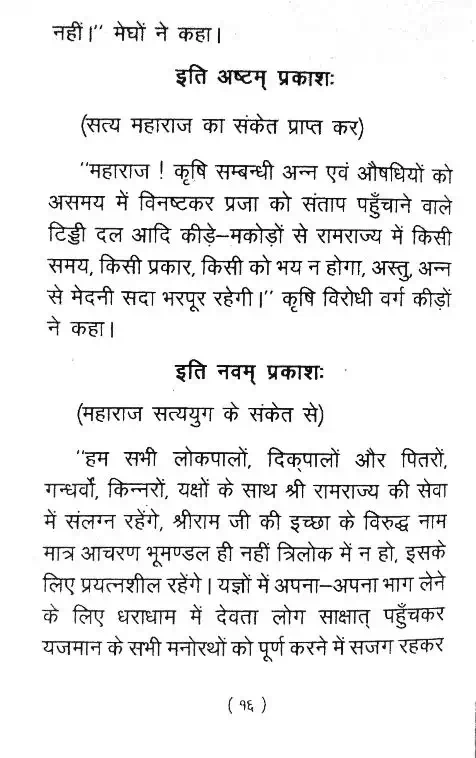 नहीं।" मेघों ने कहा।
इति अष्टम् प्रकाशः
(सत्य महाराज का संकेत प्राप्त कर)
"महाराज ! कृषि सम्बन्धी अन्न एवं औषधियों को
असमय में विनष्टकर प्रजा को संताप पहुँचाने वाले
टिड्डी दल आदि कीड़े–मकोड़ों से रामराज्य में किसी
समय, किसी प्रकार, किसी को भय न होगा, अस्तु, अन्न
से मेदनी सदा भरपूर रहेगी।" कृषि विरोधी वर्ग कीड़ों
ने कहा।
इति नवम् प्रकाशः
(महाराज सत्ययुग के संकेत से)
"हम सभी लोकपालों, दिक्पालों और पितरों,
गन्धर्वों, किन्नरों, यक्षों के साथ श्री रामराज्य की सेवा
में संलग्न रहेंगे, श्रीराम जी की इच्छा के विरुद्ध नाम
मात्र आचरण भूमण्डल ही नहीं त्रिलोक में न हो, इसके
लिए प्रयत्नशील रहेंगे। यज्ञों में अपना–अपना भाग लेने
के लिए धराधाम में देवता लोग साक्षात् पहुँचकर
यजमान के सभी मनोरथों को पूर्ण करने में सजग रहकर
( १६ )